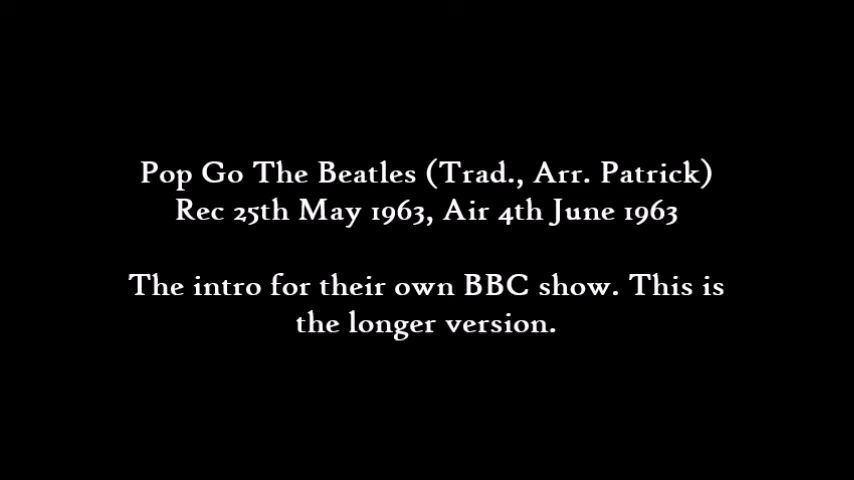 Pop Go The Beatles (Trad., Arr. Patrick)
Rec 25th May 1963, Air 4th June 1963
The intro for their own BBC show. This is
the longer version.